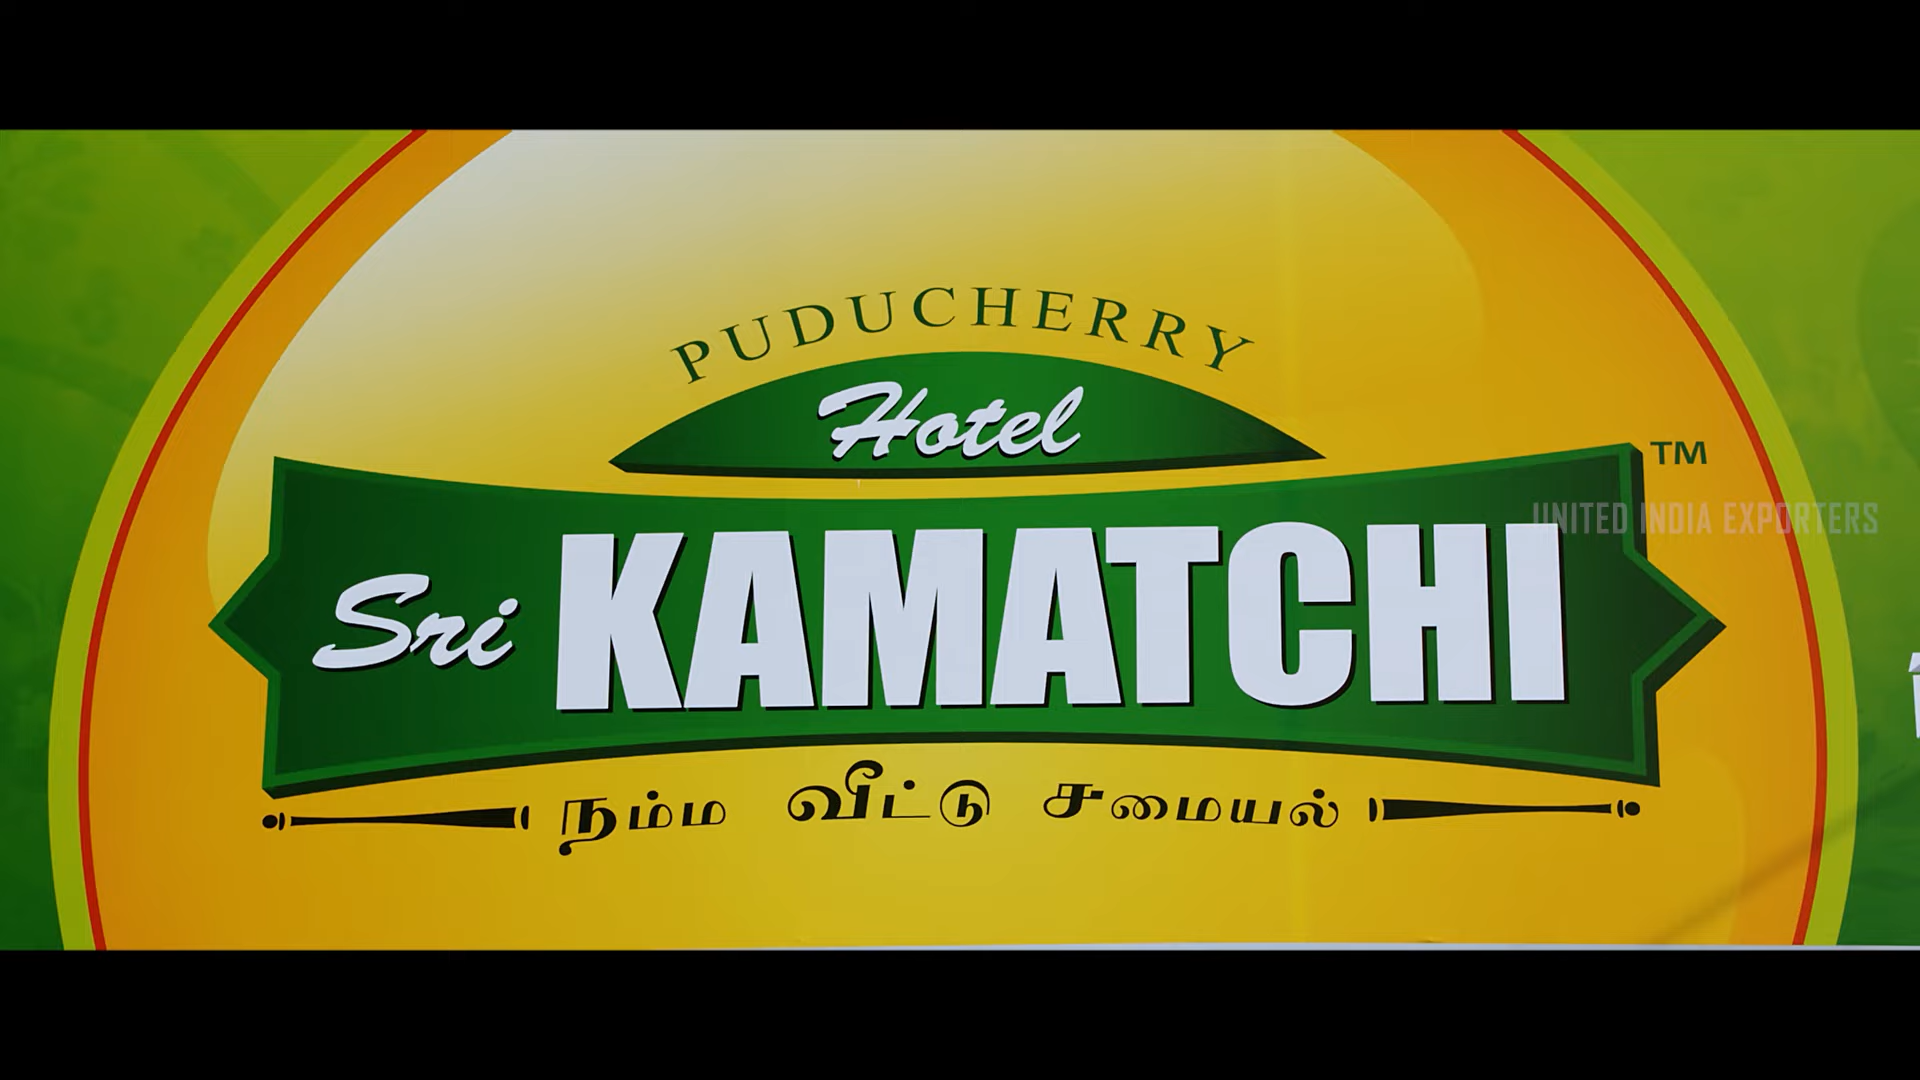 PUDUCHERRY
Hotel
TM
Sri KAMATCHI
UNITED INDIA EXPORTERS
நம்ம வீட்டு சமையல்